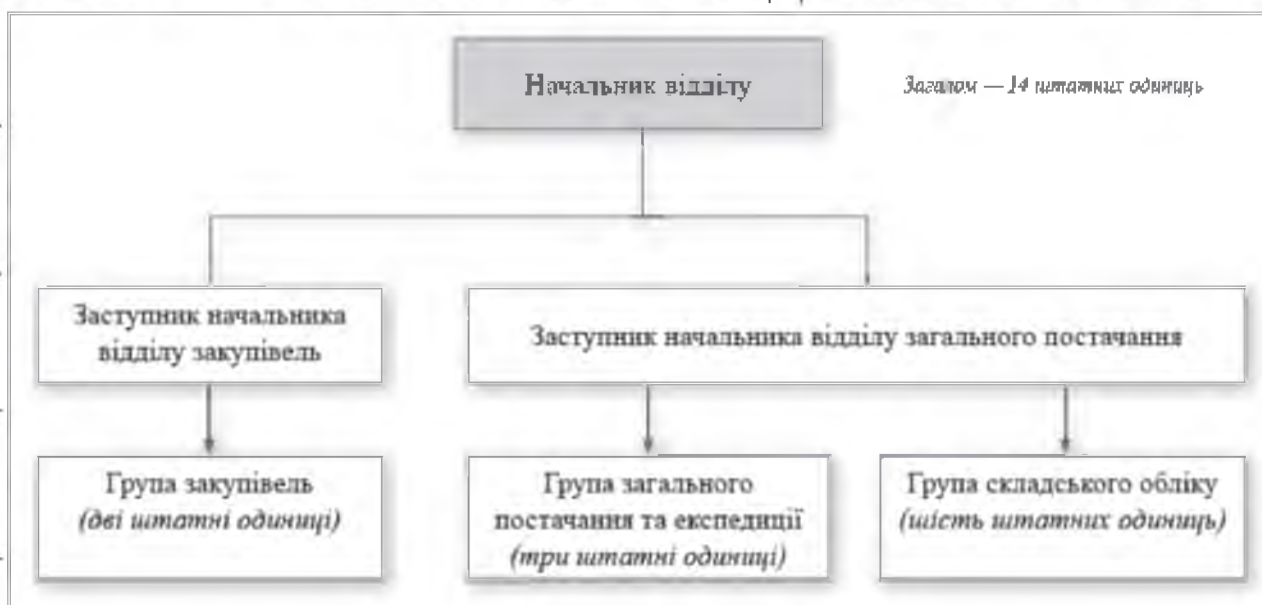 Начальник відділу
Загалом — 14 штатних одиниць
Заступник начальника
відділу закупівель
Заступник начальника відділу загального постачання
Група закупівель
(дві штатні одиниці)
Група загального
постачання та експедиції
(три штатні одиниці)
Група складського обліку
(шість штатних одиниць)